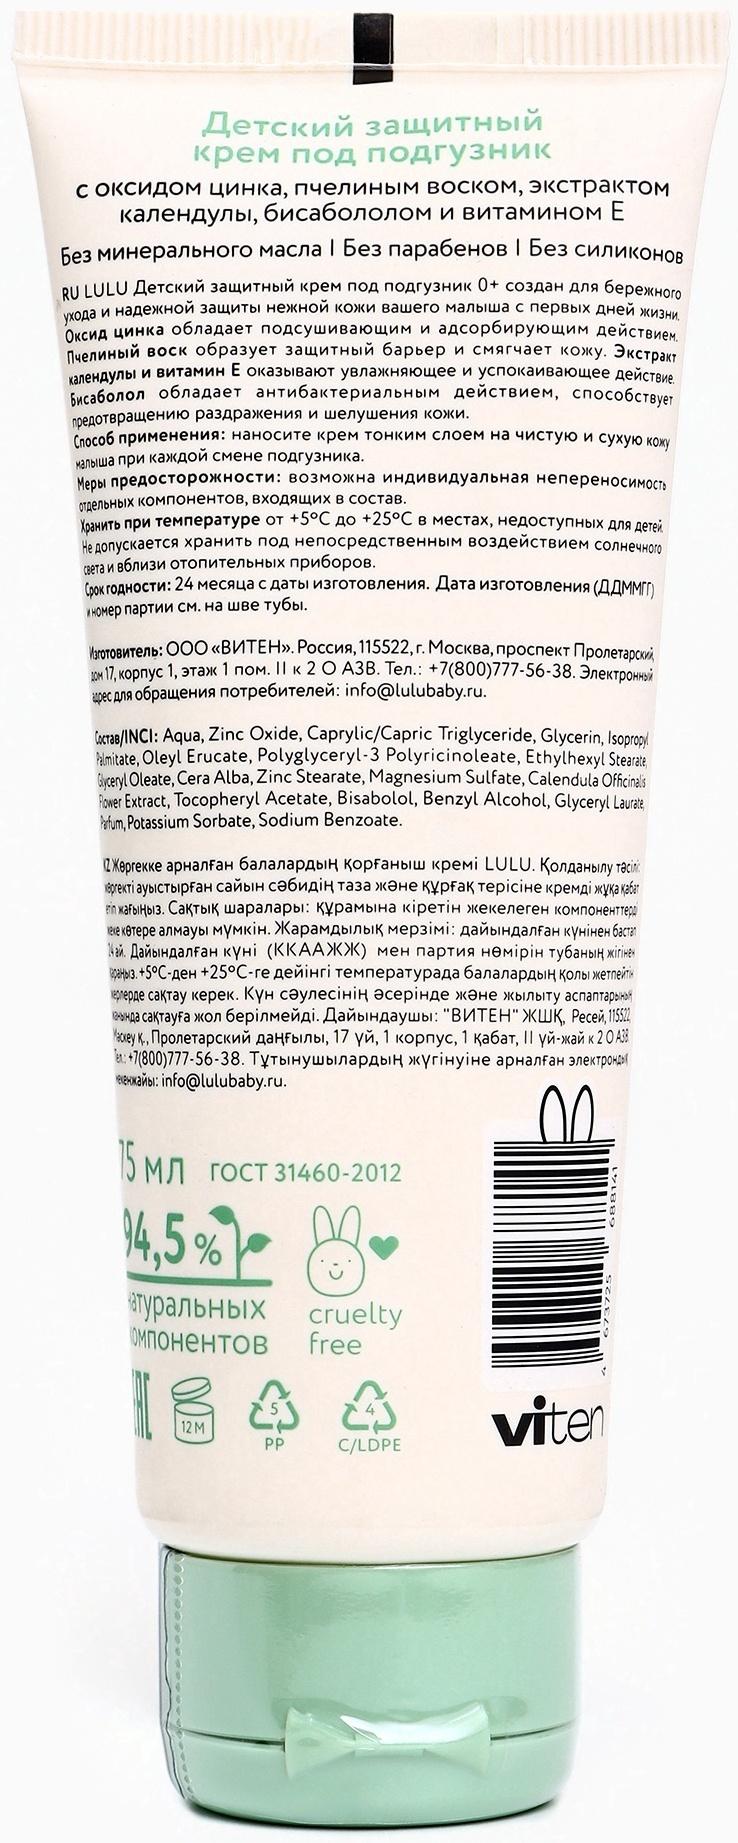 Детский защитный
крем под подгузник
с оксидом цинка, пчелиным воском, экстрактом
календулы, бисабололом и витамином Е
Без минерального масла | Без парабенов | Без силиконов
RU LULU Детский защитный крем под подгузник 0+ создан для бережного
ухода и надежной защиты нежной кожи вашего малыша с первых дней жизни.
Оксид цинка обладает подсушивающим и адсорбирующим действием.
Пчелиный воск образует защитный барьер и смягчает кожу. Экстракт
календулы и витамин Е оказывают увлажняющее и успокаивающее действие.
Бисаболол обладает антибактериальным действием, способствует
предотвращению раздражения и шелушения кожи.
Способ применения: наносите крем тонким слоем на чистую и сухую кожу
малыша при каждой смене подгузника.
Меры предосторожности: возможна индивидуальная непереносимость
отдельных компонентов, входящих в состав.
Хранить при температуре от +5°С до +25°С в местах, недоступных для детей.
Не допускается хранить под непосредственным воздействием солнечного
света и вблизи отопительных приборов.
Срок годности: 24 месяца с даты изготовления. Дата изготовления (ДДММГГ)
и номер партии см. на шве тубы.
Изготовитель: ООО «ВИТЕН». Россия, 115522, г. Москва, проспект Пролетарский,
дом 17, корпус 1, этаж 1 пом. II к 2 О А3В. Тел.: +7(800)777-56-38. Электронный
адрес для обращения потребителей: info@lulubaby.ru.
Состав/INCI: Aqua, Zinc Oxide, Caprylic/Capric Triglyceride, Glycerin, Isopropyl
Palmitate, Oleyl Erucate, Polyglyceryl-3 Polyricinoleate, Ethylhexyl Stearate,
Glyceryl Oleate, Cera Alba, Zinc Stearate, Magnesium Sulfate, Calendula Officinalis
Flower Extract, Tocopheryl Acetate, Bisabolol, Benzyl Alcohol, Glyceryl Laurate,
Parfum, Potassium Sorbate, Sodium Benzoate.
KZ Жөргекке арналған балалардың қорғаныш кремі LULU. Қолданылу тәсілі:
жөргекті ауыстырған сайын сәбидің таза және құрғақ терісіне кремді жұқа қабат
етіп жағыңыз. Сақтық шаралары: құрамына кіретін жекелеген компоненттерді
жеке көтере алмауы мүмкін. Жарамдылық мерзімі: дайындалған күнінен бастап
24 ай. Дайындалған күні (ККААЖЖ) мен партия нөмірін тубаның жігінен
қараңыз. +5°С-ден +25°С-ге дейінгі температурада балалардың қолы жетпейтін
жерлерде сақтау керек. Күн сәулесінің әсерінде және жылыту аспаптарының
жанында сақтауға жол берілмейді. Дайындаушы: "ВИТЕН" ЖШҚ, Ресей, 115522,
Мәскеу қ., Пролетарский даңғылы, 17 үй, 1 корпус, 1 қабат, II үй-жай к 2 О А3В.
Тел.: +7(800)777-56-38. Тұтынушылардың жүгінуіне арналған электрондық
мекенжайы: info@lulubaby.ru.
75 мл ГОСТ 31460-2012
94,5%
натуральных
компонентов
cruelty
free
EAC
12M
5
PP
4
C/LDPE
4 673725 688141
viten